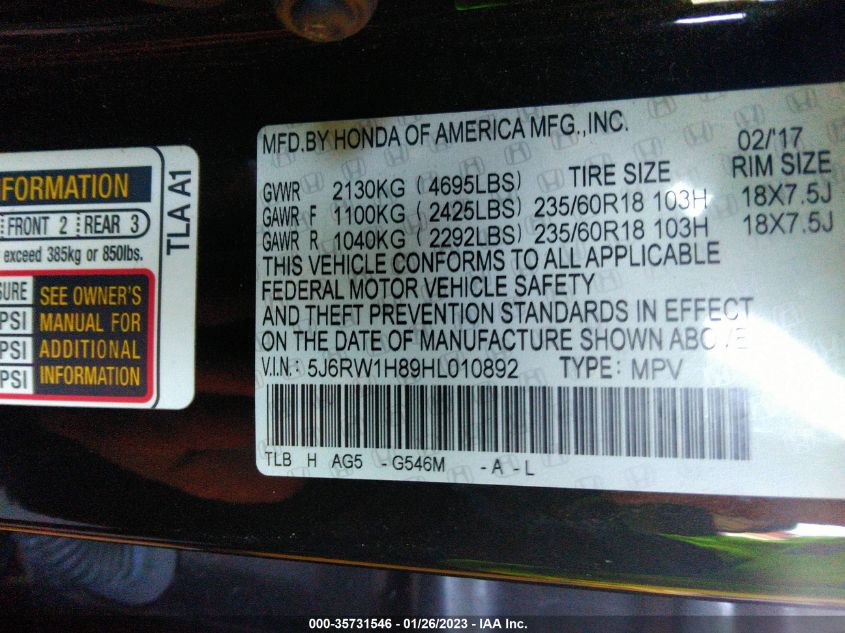 FORMATION
FRONT 2 REAR 3
exceed 385kg or 850lbs.
SEE OWNER'S
PSI MANUAL FOR
PSI ADDITIONAL
PSI INFORMATION
TLA A1
MFD.BY HONDA OF AMERICA MFG.,INC. 02/'17
GVWR 2130KG (4695LBS) TIRE SIZE RIM SIZE
GAWR F 1100KG (2425LBS) 235/60R18 103H 18X7.5J
GAWR R 1040KG (2292LBS) 235/60R18 103H 18X7.5J
THIS VEHICLE CONFORMS TO ALL APPLICABLE
FEDERAL MOTOR VEHICLE SAFETY
AND THEFT PREVENTION STANDARDS IN EFFECT
ON THE DATE OF MANUFACTURE SHOWN ABOVE
V.I.N.: 5J6RW1H89HL010892 TYPE: MPV
TLB H AG5 -G546M -A -L
000-35731546 — 01/26/2023 — IAA Inc.